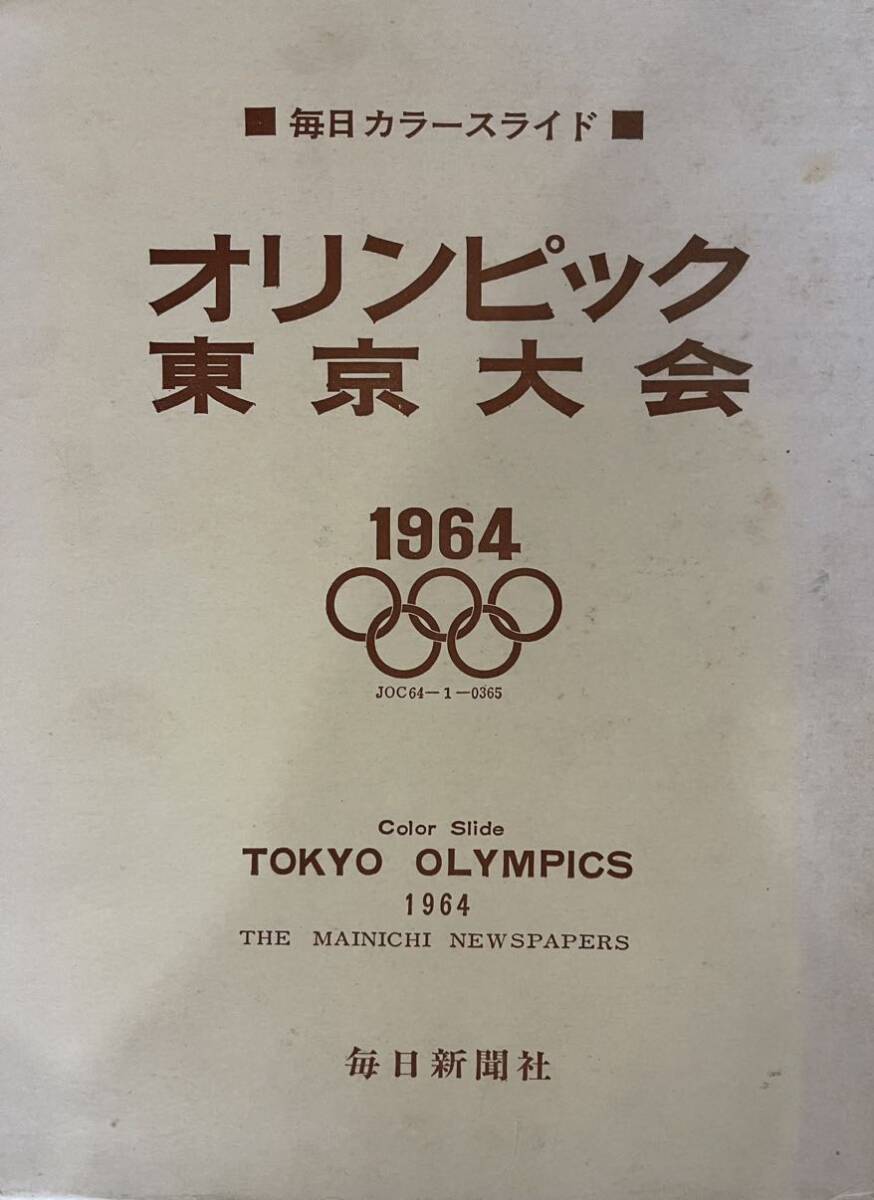 ■ 毎日カラースライド ■
オリンピック
東京大会
1964
JOC64-1-0365
Color Slide
TOKYO OLYMPICS
1964
THE MAINICHI NEWSPAPERS
毎日新聞社